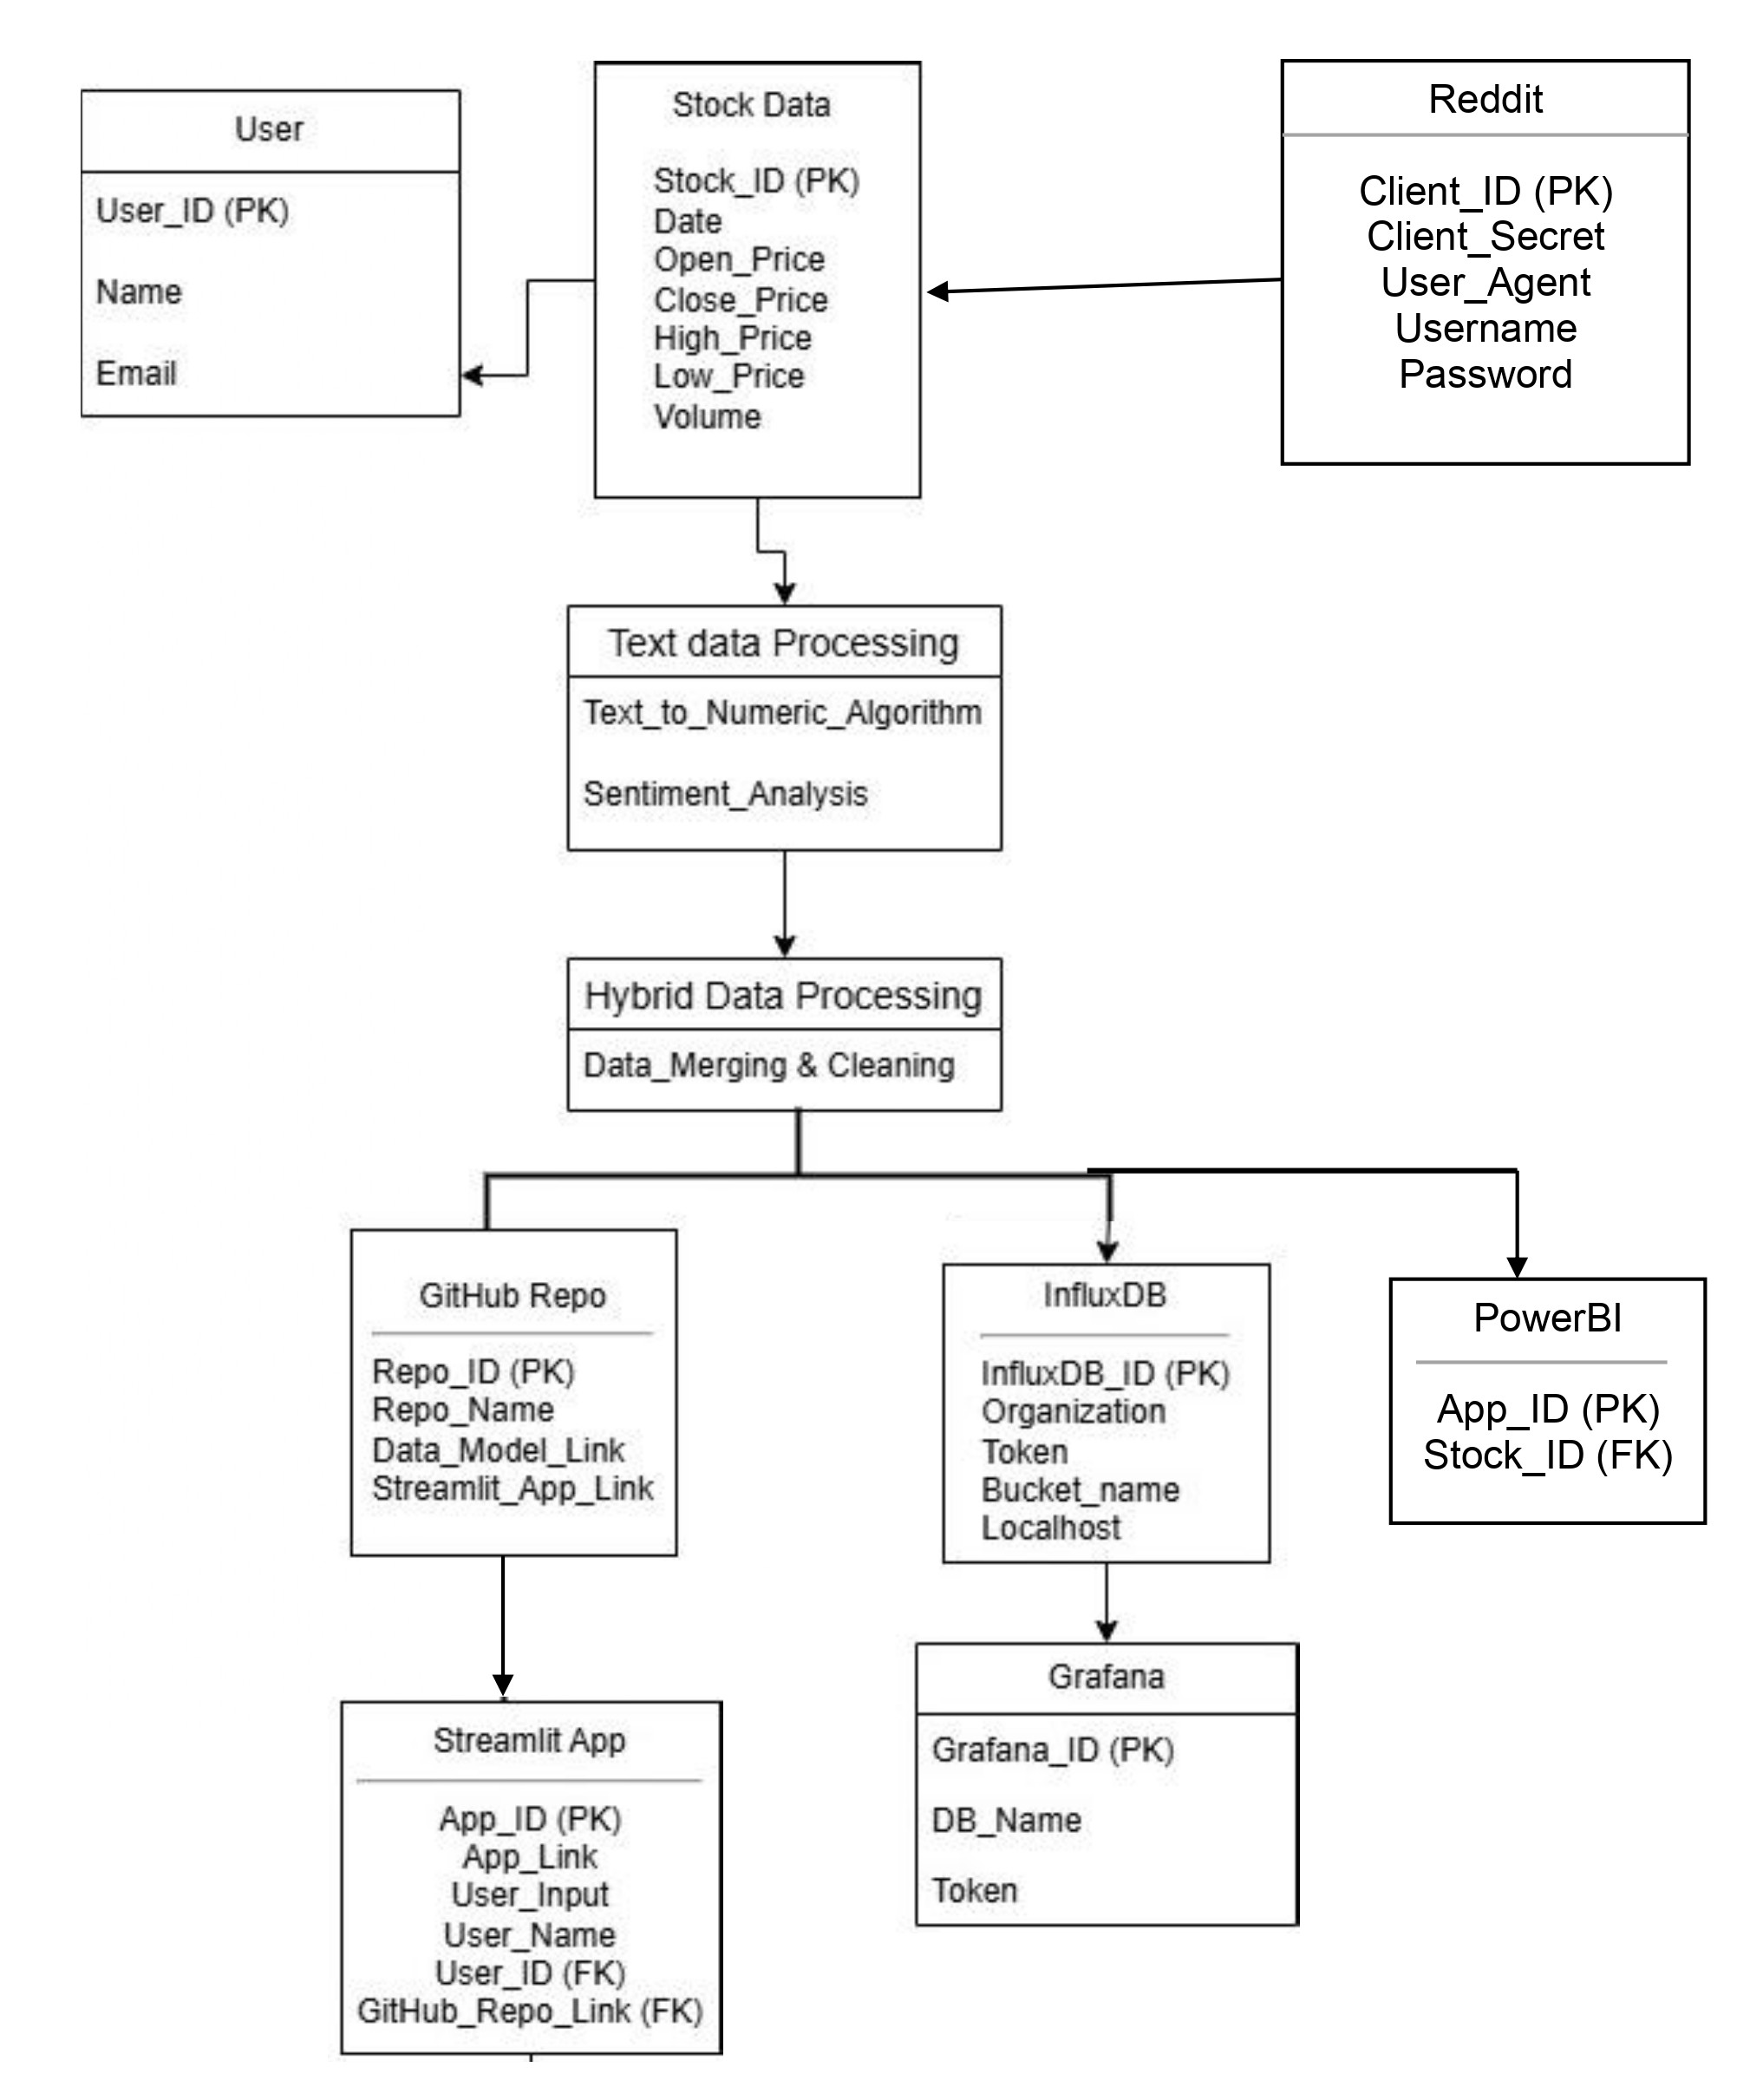 User
User_ID (PK)
Name
Email
Stock Data
Stock_ID (PK)
Date
Open_Price
Close_Price
High_Price
Low_Price
Volume
Reddit
Client_ID (PK)
Client_Secret
User_Agent
Username
Password
Text data Processing
Text_to_Numeric_Algorithm
Sentiment_Analysis
Hybrid Data Processing
Data_Merging & Cleaning
GitHub Repo
Repo_ID (PK)
Repo_Name
Data_Model_Link
Streamlit_App_Link
InfluxDB
InfluxDB_ID (PK)
Organization
Token
Bucket_name
Localhost
PowerBI
App_ID (PK)
Stock_ID (FK)
Streamlit App
App_ID (PK)
App_Link
User_Input
User_Name
User_ID (FK)
GitHub_Repo_Link (FK)
Grafana
Grafana_ID (PK)
DB_Name
Token